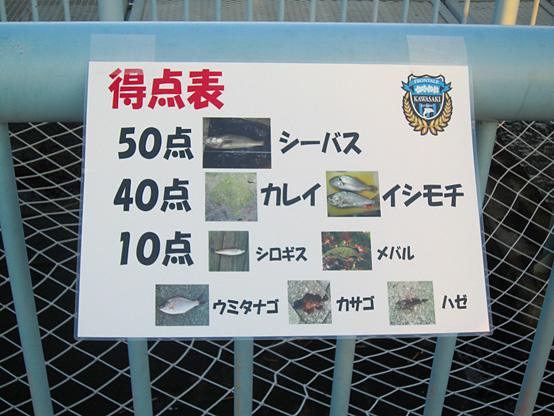 得点表
FRONTALE
KAWASAKI
50点 シーバス
40点 カレイ イシモチ
10点 シロギス メバル
ウミタナゴ カサゴ ハゼ